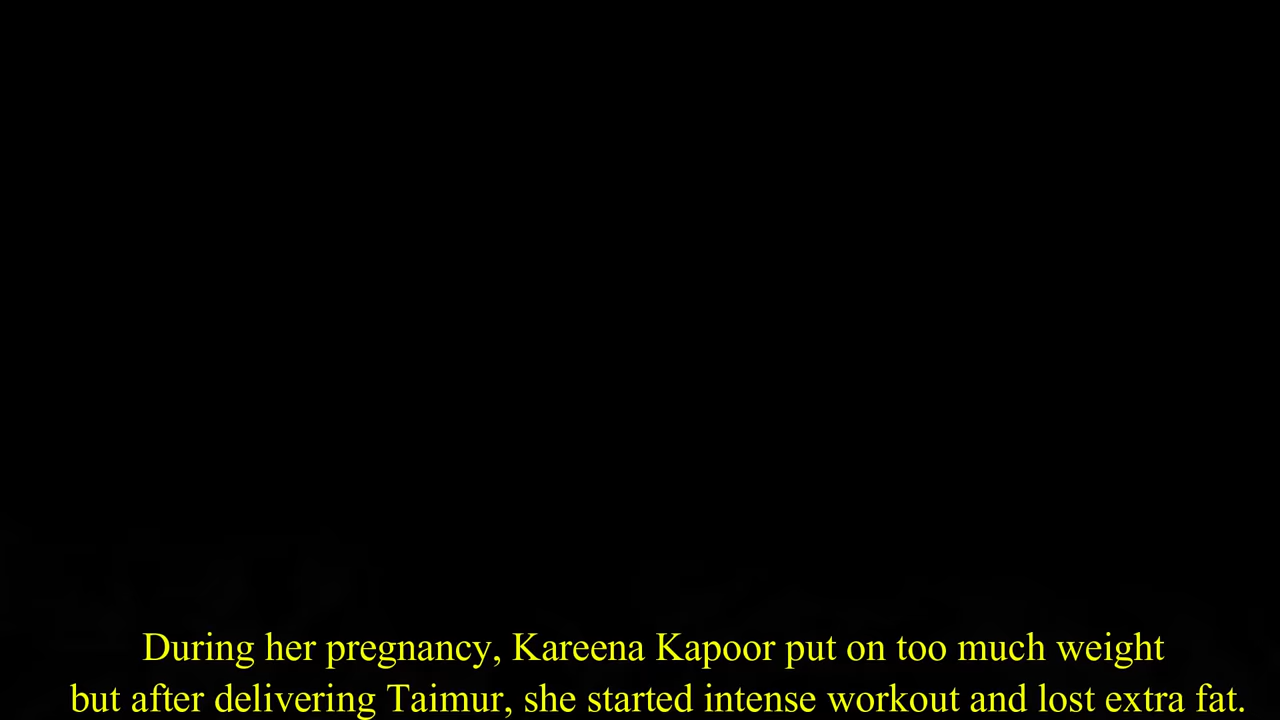 During her pregnancy, Kareena Kapoor put on too much weight
but after delivering Taimur, she started intense workout and lost extra fat.